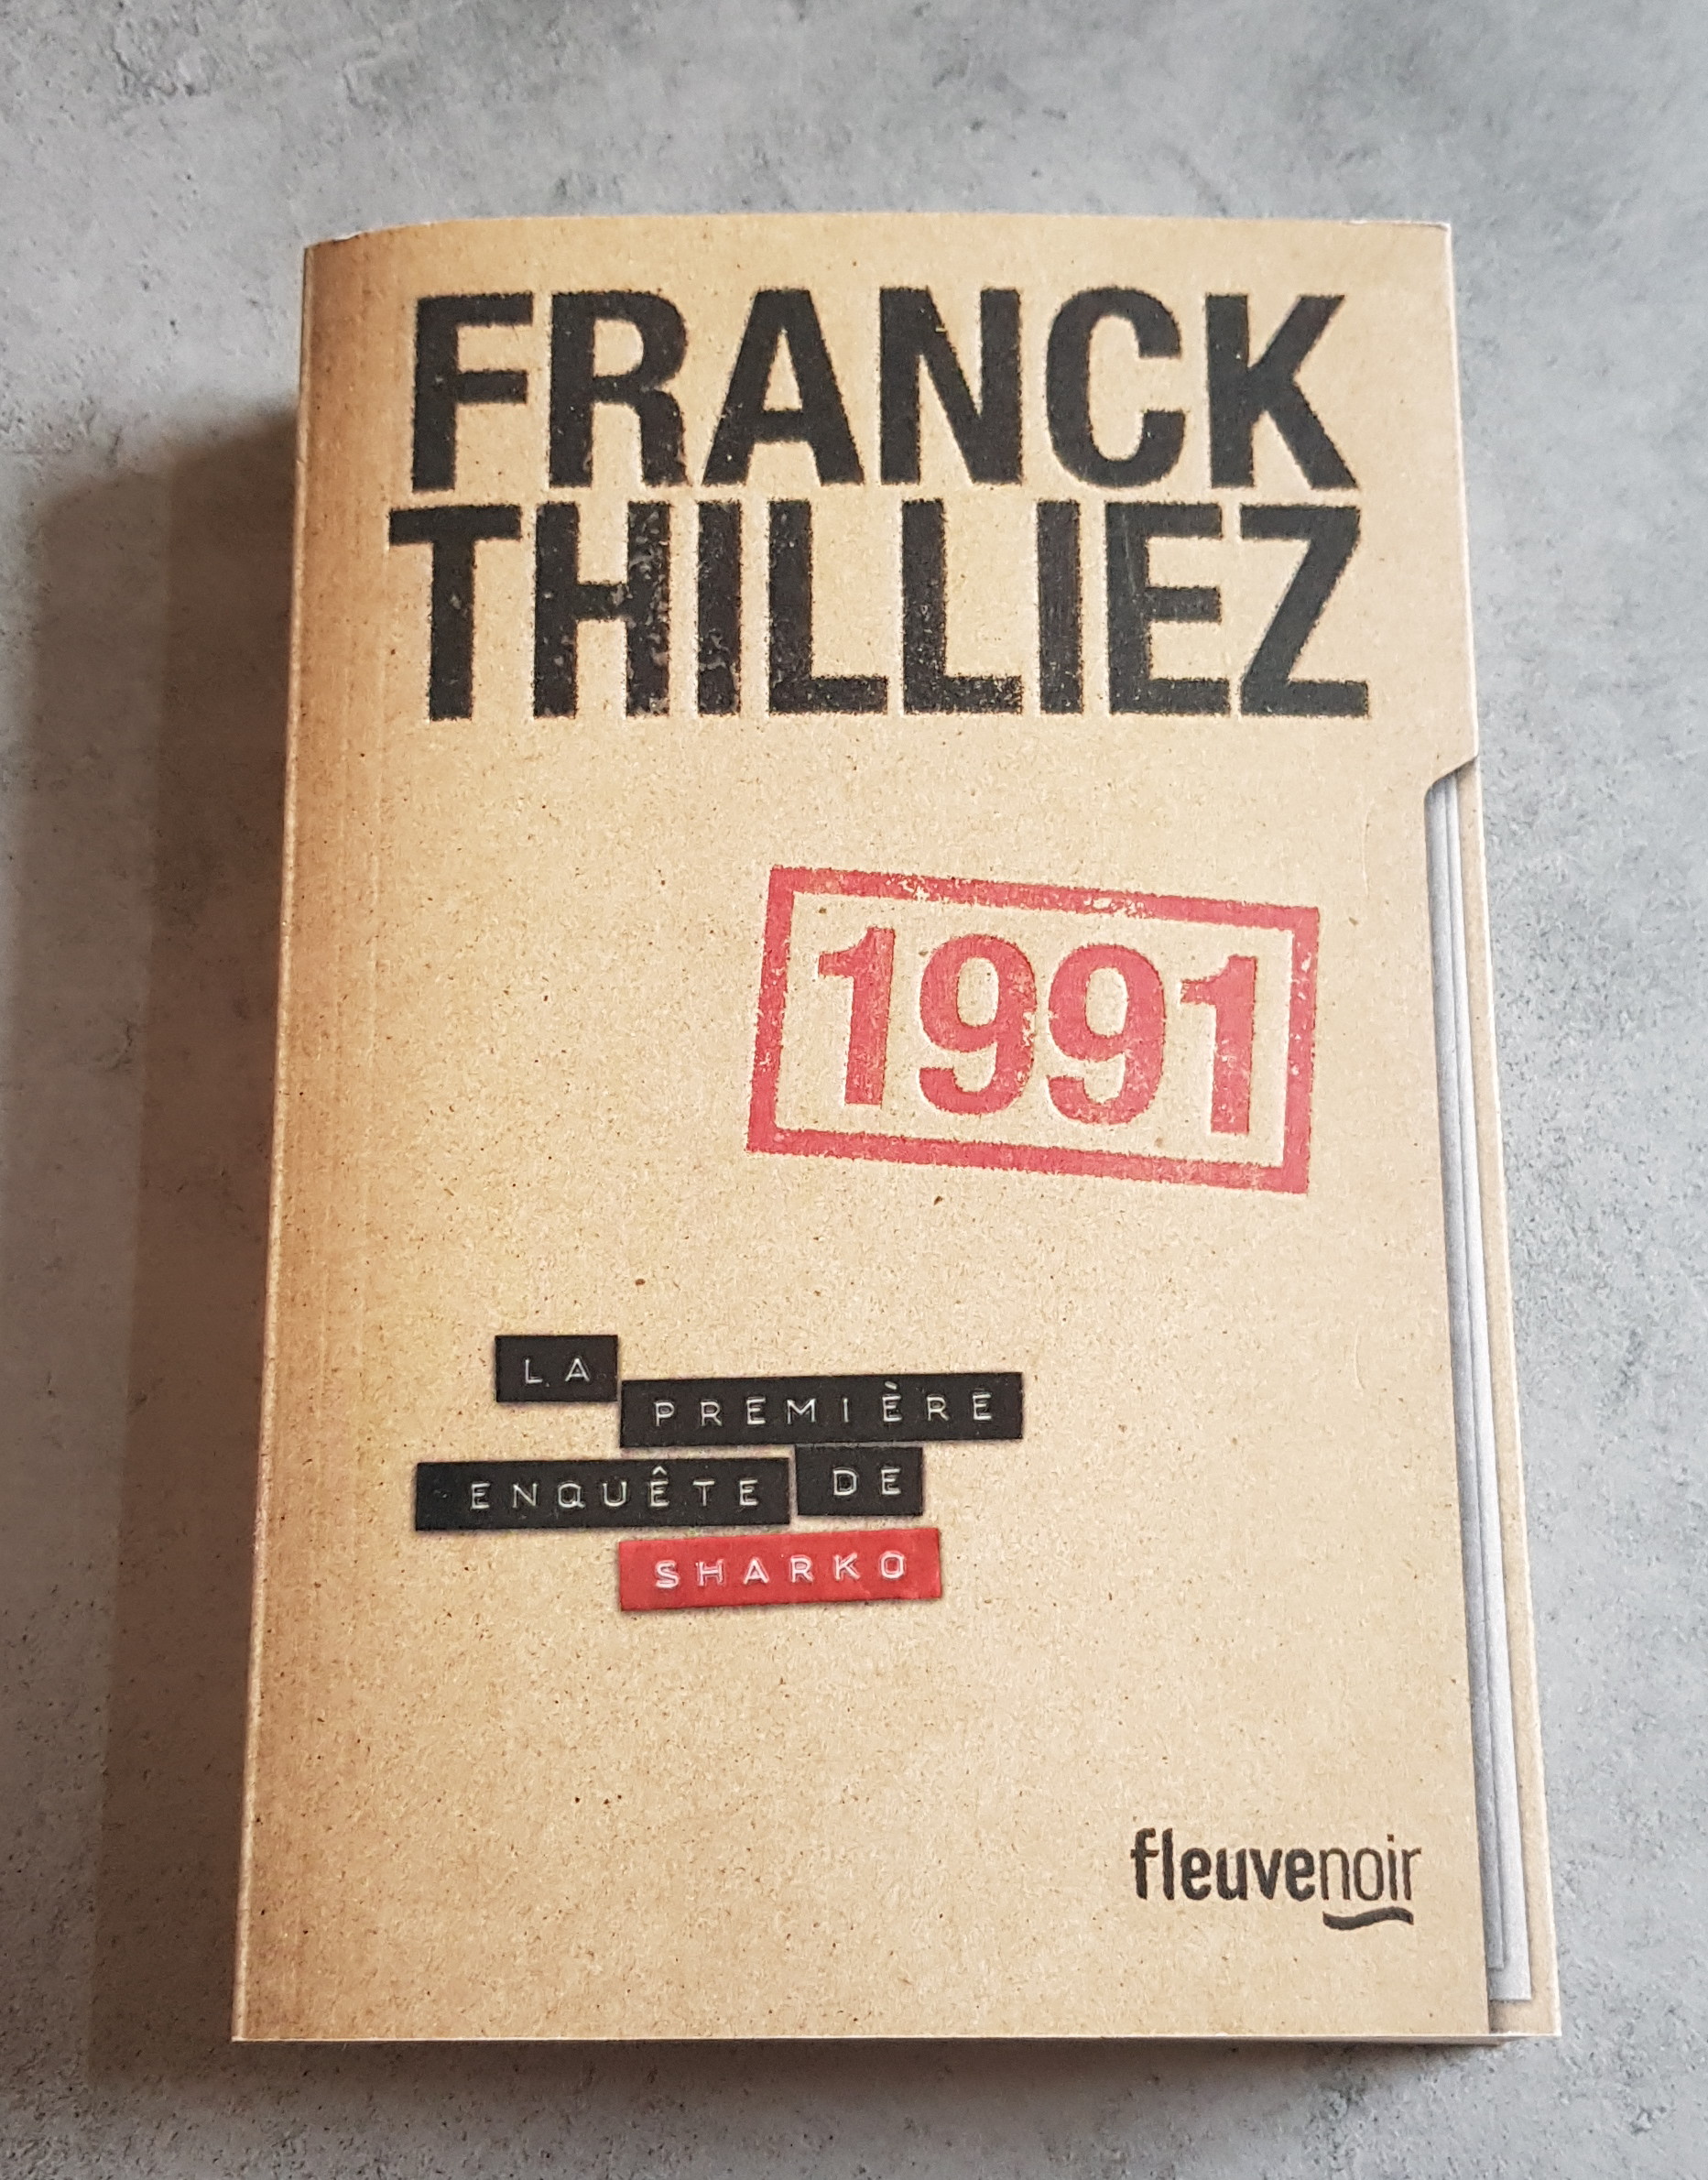 FRANCK
THILLIEZ
1991
LA
PREMIÈRE
ENQUÊTE DE
SHARKO
fleuvenoir